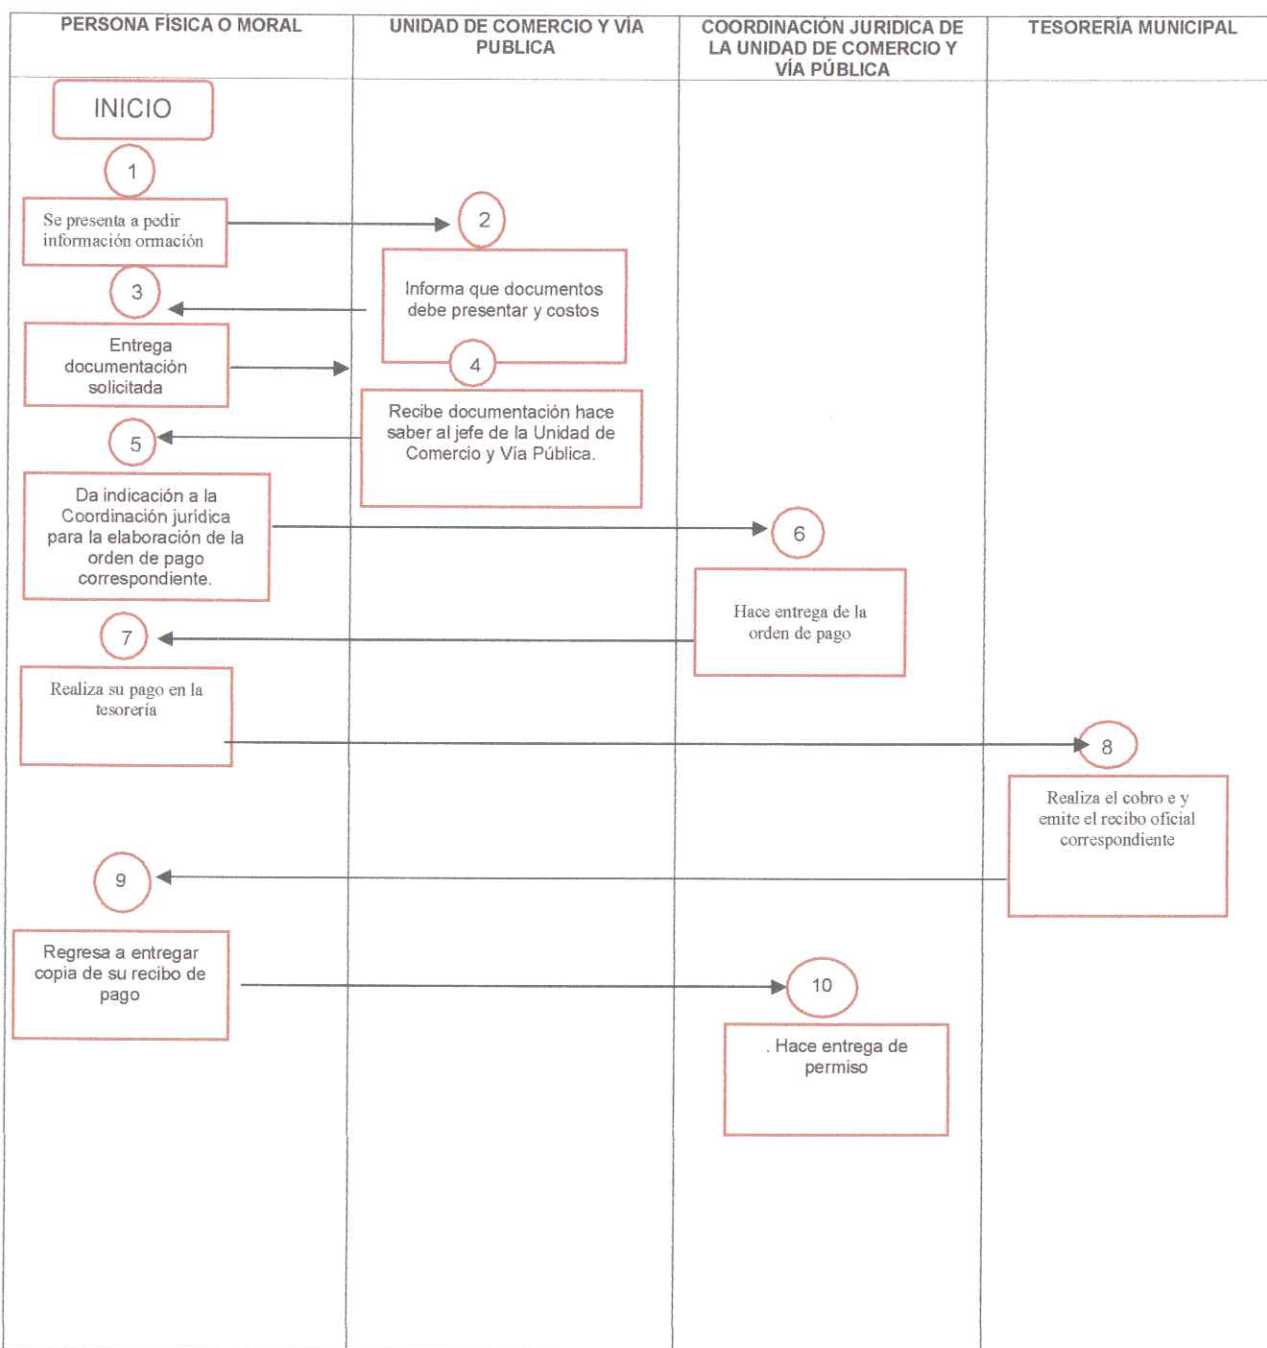 PERSONA FÍSICA O MORAL
UNIDAD DE COMERCIO Y VÍA
PUBLICA
COORDINACIÓN JURIDICA DE
LA UNIDAD DE COMERCIO Y
VÍA PÚBLICA
TESORERÍA MUNICIPAL
INICIO
1
Se presenta a pedir
información ormación
2
Informa que documentos
debe presentar y costos
3
Entrega
documentación
solicitada
4
Recibe documentación hace
saber al jefe de la Unidad de
Comercio y Vía Pública.
5
Da indicación a la
Coordinación jurídica
para la elaboración de la
orden de pago
correspondiente.
6
Hace entrega de la
orden de pago
7
Realiza su pago en la
tesorería
8
Realiza el cobro e y
emite el recibo oficial
correspondiente
9
Regresa a entregar
copia de su recibo de
pago
10
. Hace entrega de
permiso